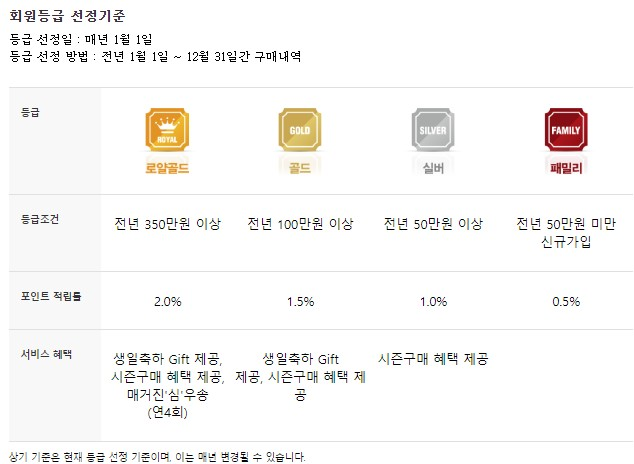 회원등급 선정기준
등급 선정일 : 매년 1월 1일
등급 선정 방법 : 전년 1월 1일 ~ 12월 31일간 구매내역
등급
ROYAL
GOLD
SILVER
FAMILY
로얄골드
골드
실버
패밀리
등급조건
전년 350만원 이상
전년 100만원 이상
전년 50만원 이상
전년 50만원 미만
신규가입
포인트 적립률
2.0%
1.5%
1.0%
0.5%
서비스 혜택
생일축하 Gift 제공,
시즌구매 혜택 제공,
매거진'심'우송
(연4회)
생일축하 Gift
제공, 시즌구매 혜택 제
공
시즌구매 혜택 제공
상기 기준은 현재 등급 선정 기준이며, 이는 매년 변경될 수 있습니다.